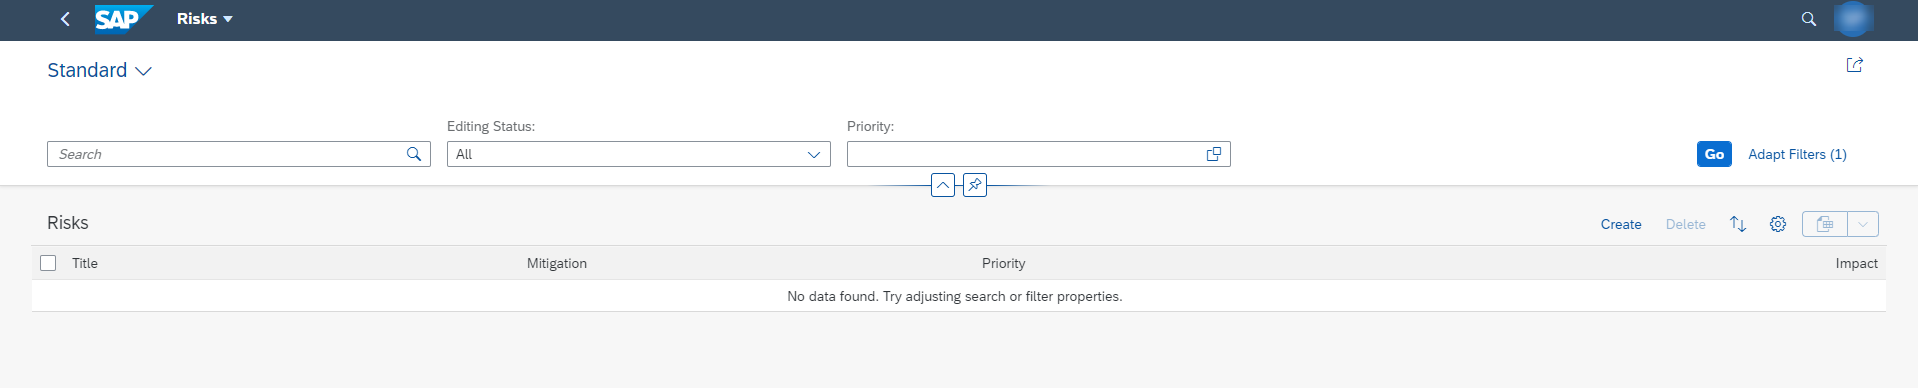 SAP Risks
Standard
Editing Status: Priority:
Search All Go Adapt Filters (1)
Risks Create Delete
Title Mitigation Priority Impact
No data found. Try adjusting search or filter properties.